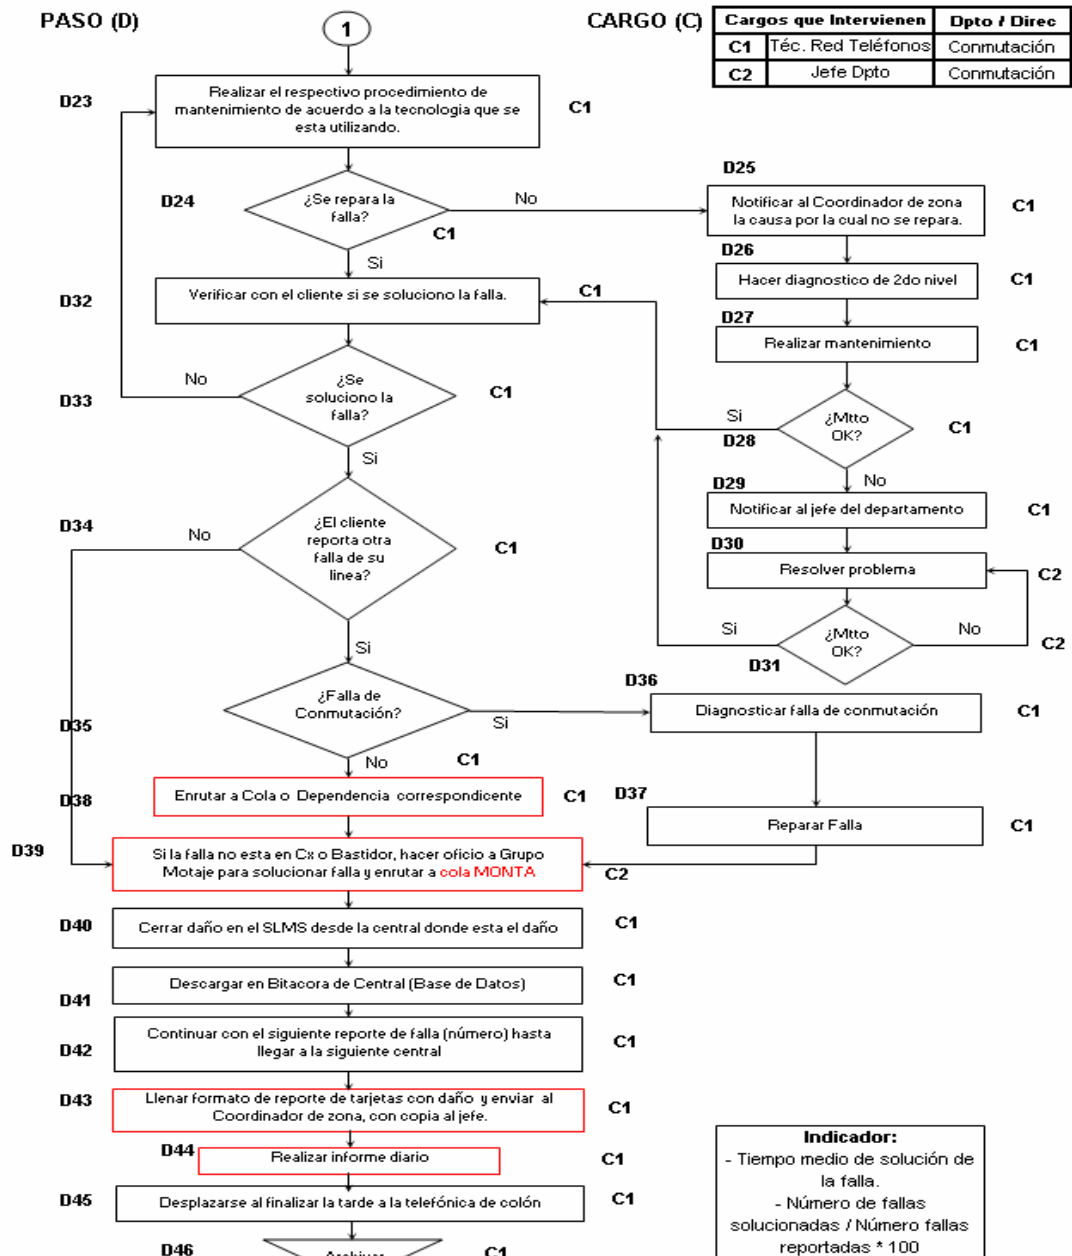 PASO (D)
1
CARGO (C)
Cargos que Intervienen
Dpto / Direc
C1
Téc. Red Teléfonos
Conmutación
C2
Jefe Dpto
Conmutación
D23
Realizar el respectivo procedimiento de
mantenimiento de acuerdo a la tecnologia que se
esta utilizando.
C1
D24
¿Se repara la
falla?
C1
No
Si
D25
Notificar al Coordinador de zona
la causa por la cual no se repara.
C1
D26
Hacer diagnostico de 2do nivel
C1
D27
Realizar mantenimiento
C1
D28
¿Mtto
OK?
C1
Si
No
D29
Notificar al jefe del departamento
C1
D30
Resolver problema
C2
D31
¿Mtto
OK?
Si
No
C2
D32
Verificar con el cliente si se soluciono la falla.
C1
D33
¿Se
soluciono la
falla?
C1
No
Si
D34
¿El cliente
reporta otra
falla de su
linea?
C1
No
Si
D35
¿Falla de
Conmutación?
C1
Si
No
D36
Diagnosticar falla de conmutación
C1
D37
Reparar Falla
C1
D38
Enrutar a Cola o Dependencia correspondicente
C1
D39
Si la falla no esta en Cx o Bastidor, hacer oficio a Grupo
Motaje para solucionar falla y enrutar a cola MONTA
C2
D40
Cerrar daño en el SLMS desde la central donde esta el daño
C1
D41
Descargar en Bitacora de Central (Base de Datos)
C1
D42
Continuar con el siguiente reporte de falla (número) hasta
llegar a la siguiente central
C1
D43
Llenar formato de reporte de tarjetas con daño y enviar al
Coordinador de zona, con copia al jefe.
C1
D44
Realizar informe diario
C1
D45
Desplazarse al finalizar la tarde a la telefónica de colón
C1
D46
Archivar
C1
Indicador:
- Tiempo medio de solución de
la falla.
- Número de fallas
solucionadas / Número fallas
reportadas * 100